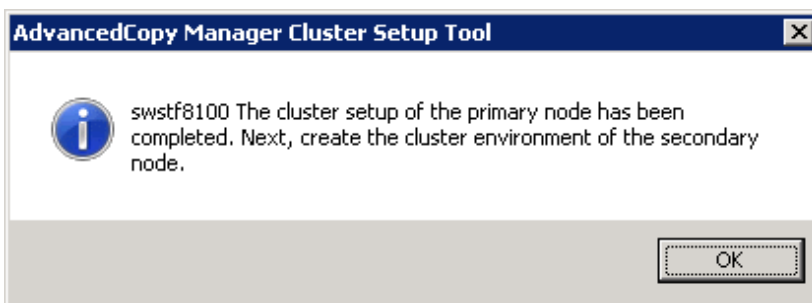 AdvancedCopy Manager Cluster Setup Tool
swstf8100 The cluster setup of the primary node has been
completed. Next, create the cluster environment of the secondary
node.
OK